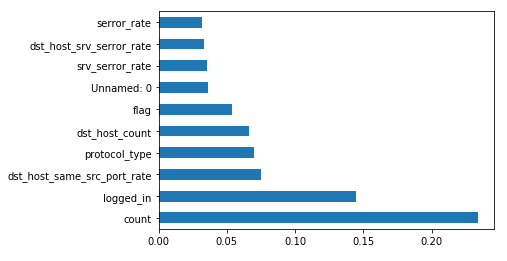 serror_rate
dst_host_srv_serror_rate
srv_serror_rate
Unnamed: 0
flag
dst_host_count
protocol_type
dst_host_same_src_port_rate
logged_in
count
0.00 0.05 0.10 0.15 0.20